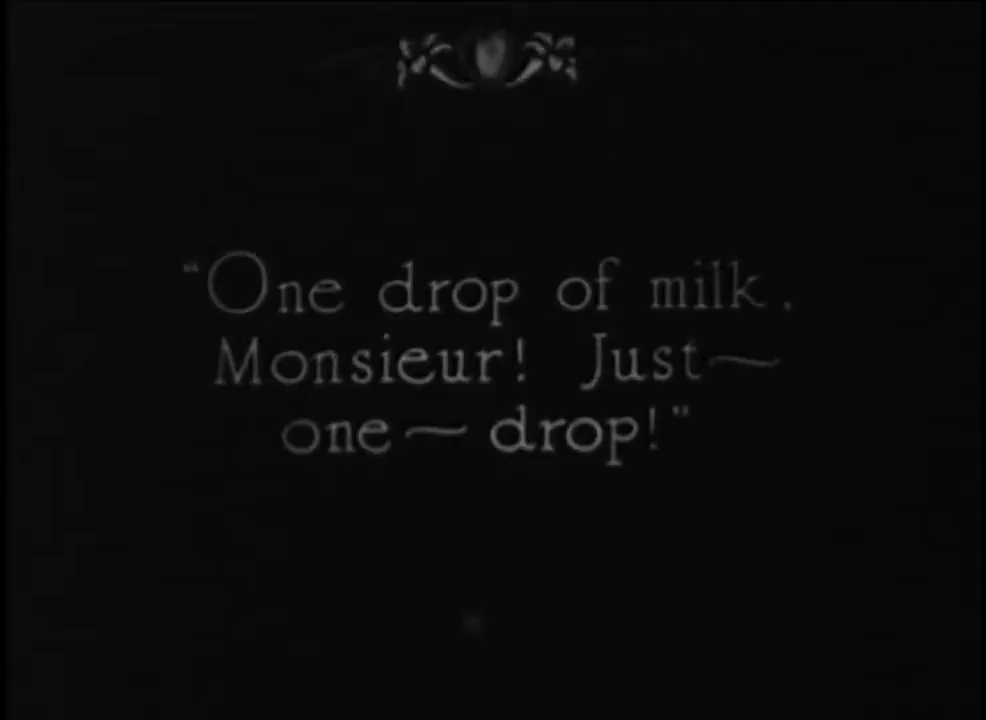 "One drop of milk.
Monsieur! Just—
one — drop!"